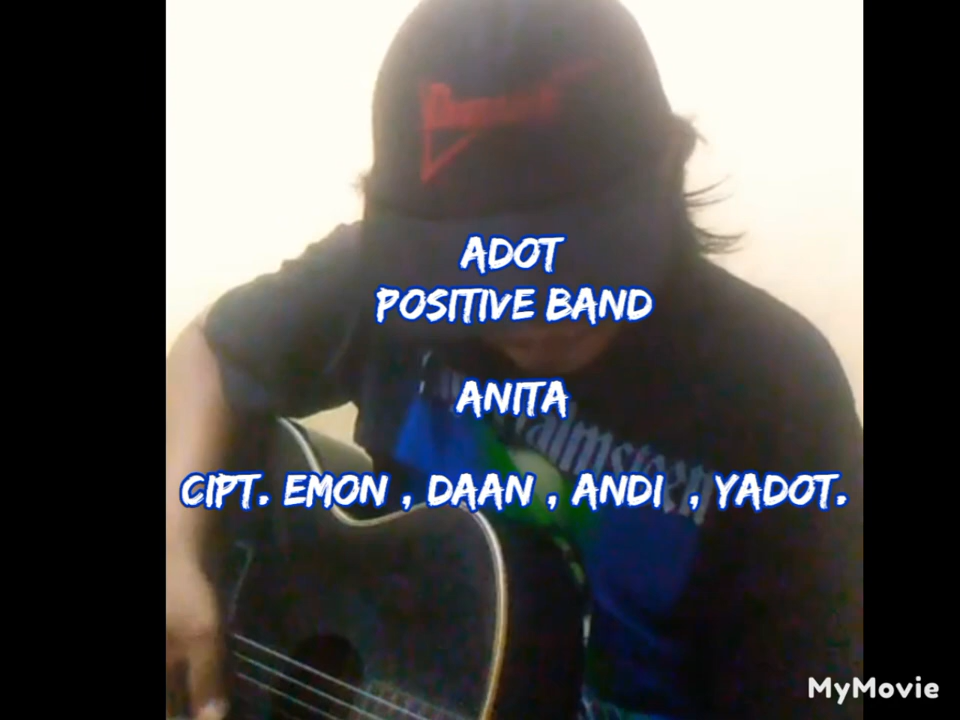 ADOT
POSITIVE BAND
ANITA
CIPT. EMON , DAAN , ANDI , YADOT.
MyMovie